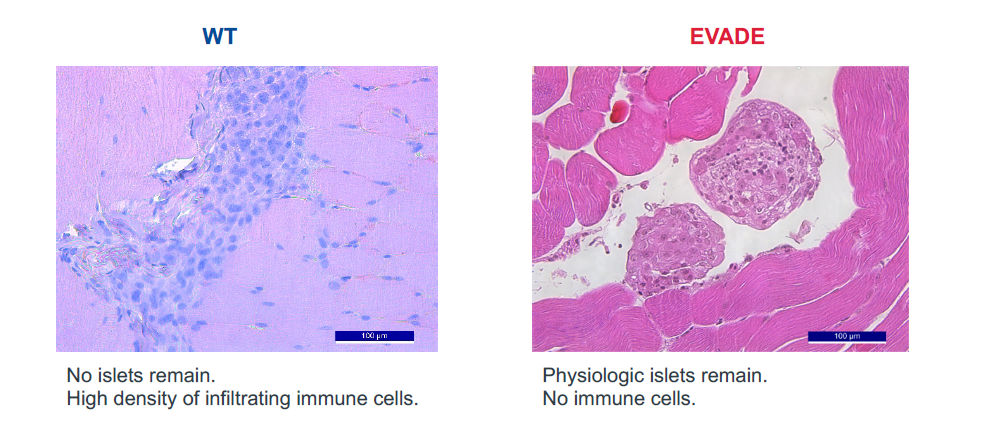 WT
EVADE
100 µm
100 µm
No islets remain.
High density of infiltrating immune cells.
Physiologic islets remain.
No immune cells.